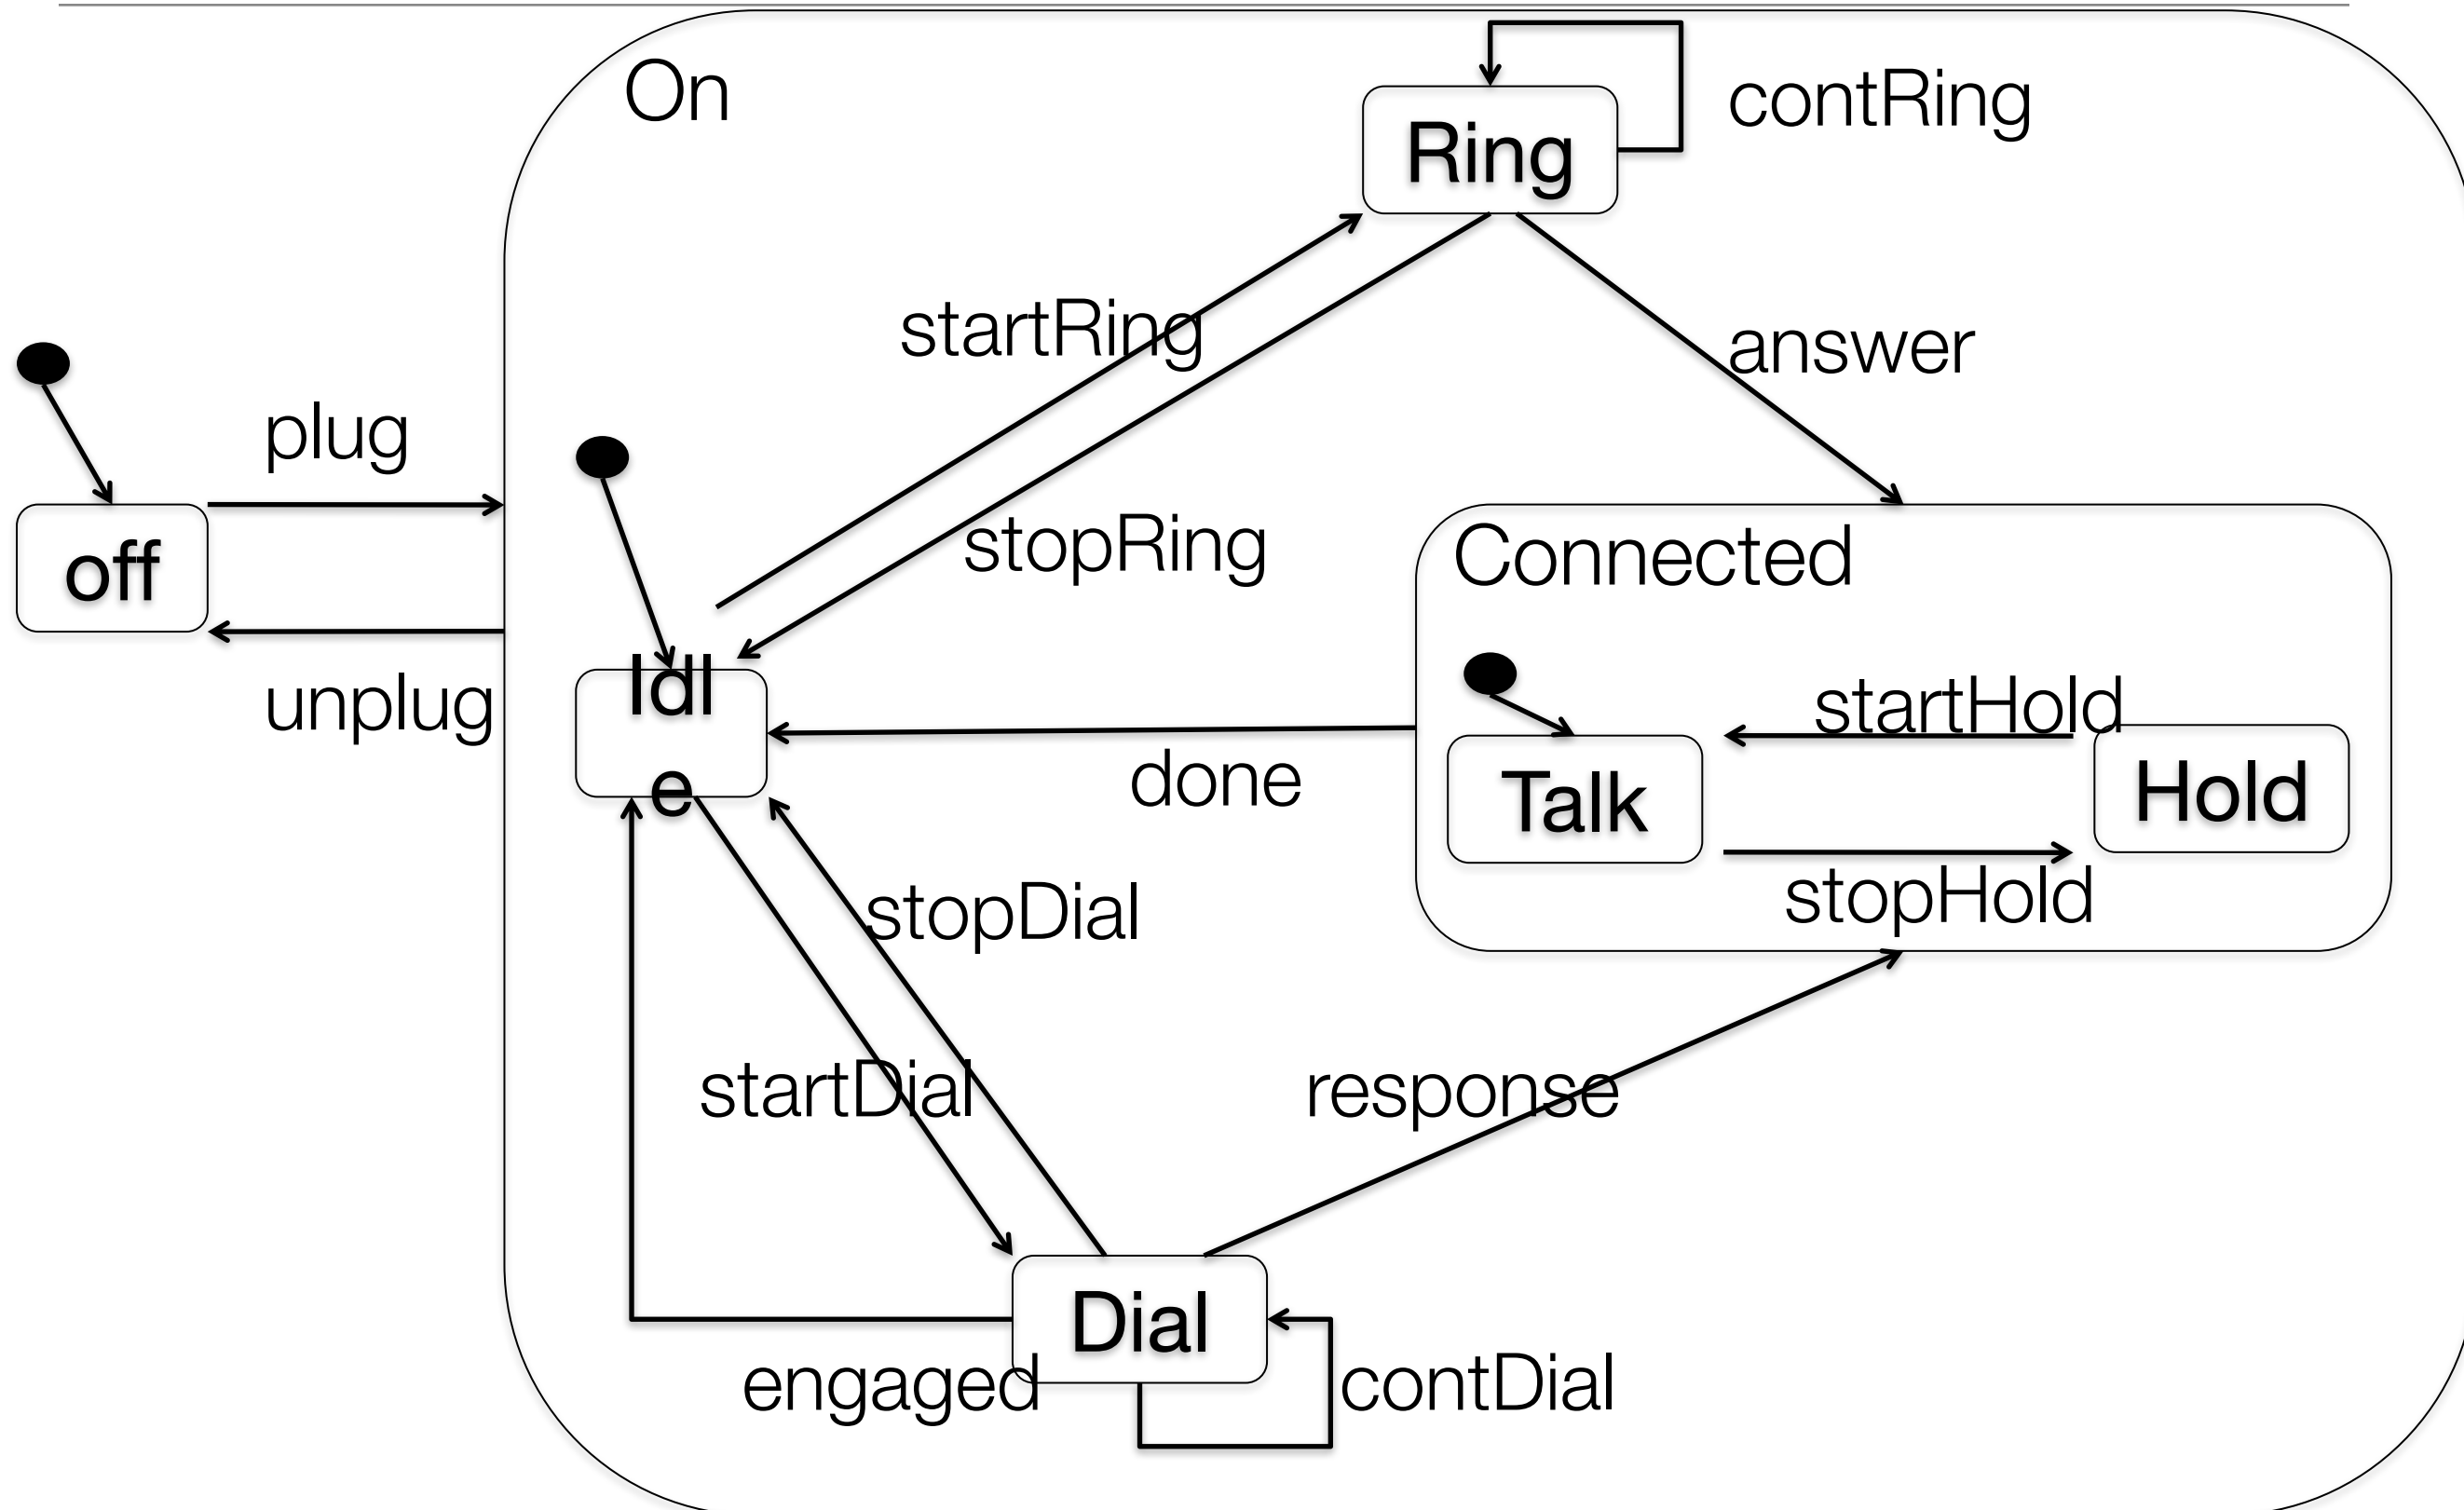 On
contRing
Ring
startRing
answer
plug
stopRing
Connected
off
Idl
e
unplug
startHold
done
Talk
Hold
stopDial
stopHold
startDial
response
Dial
engaged
contDial